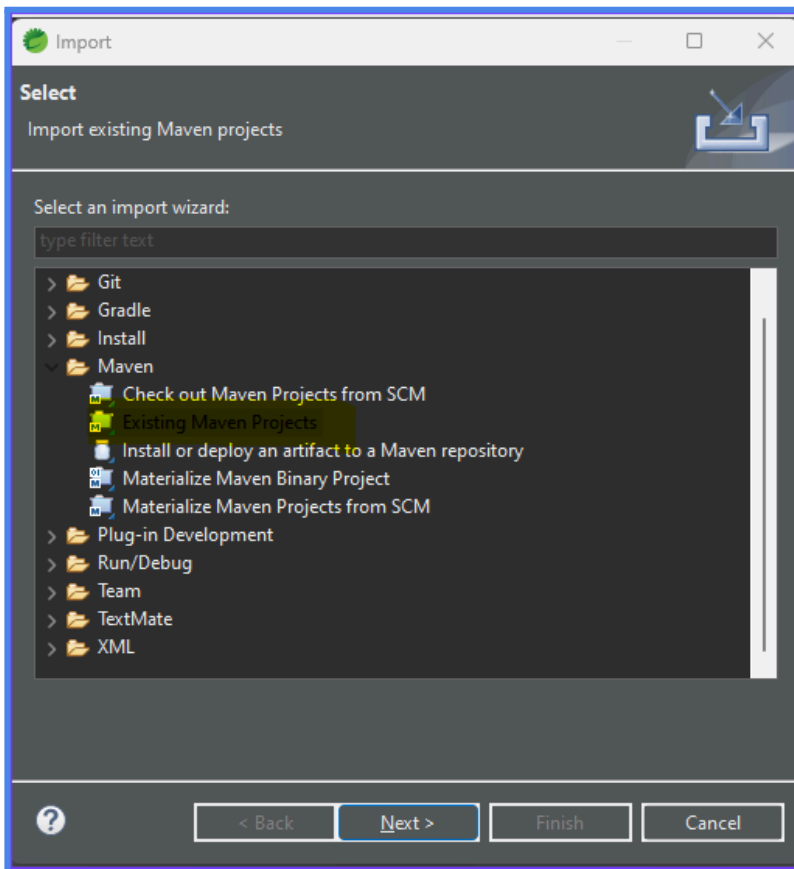 Import
Select
Import existing Maven projects
Select an import wizard:
type filter text
Git
Gradle
Install
Maven
Check out Maven Projects from SCM
Existing Maven Projects
Install or deploy an artifact to a Maven repository
Materialize Maven Binary Project
Materialize Maven Projects from SCM
Plug-in Development
Run/Debug
Team
TextMate
XML
? < Back Next > Finish Cancel